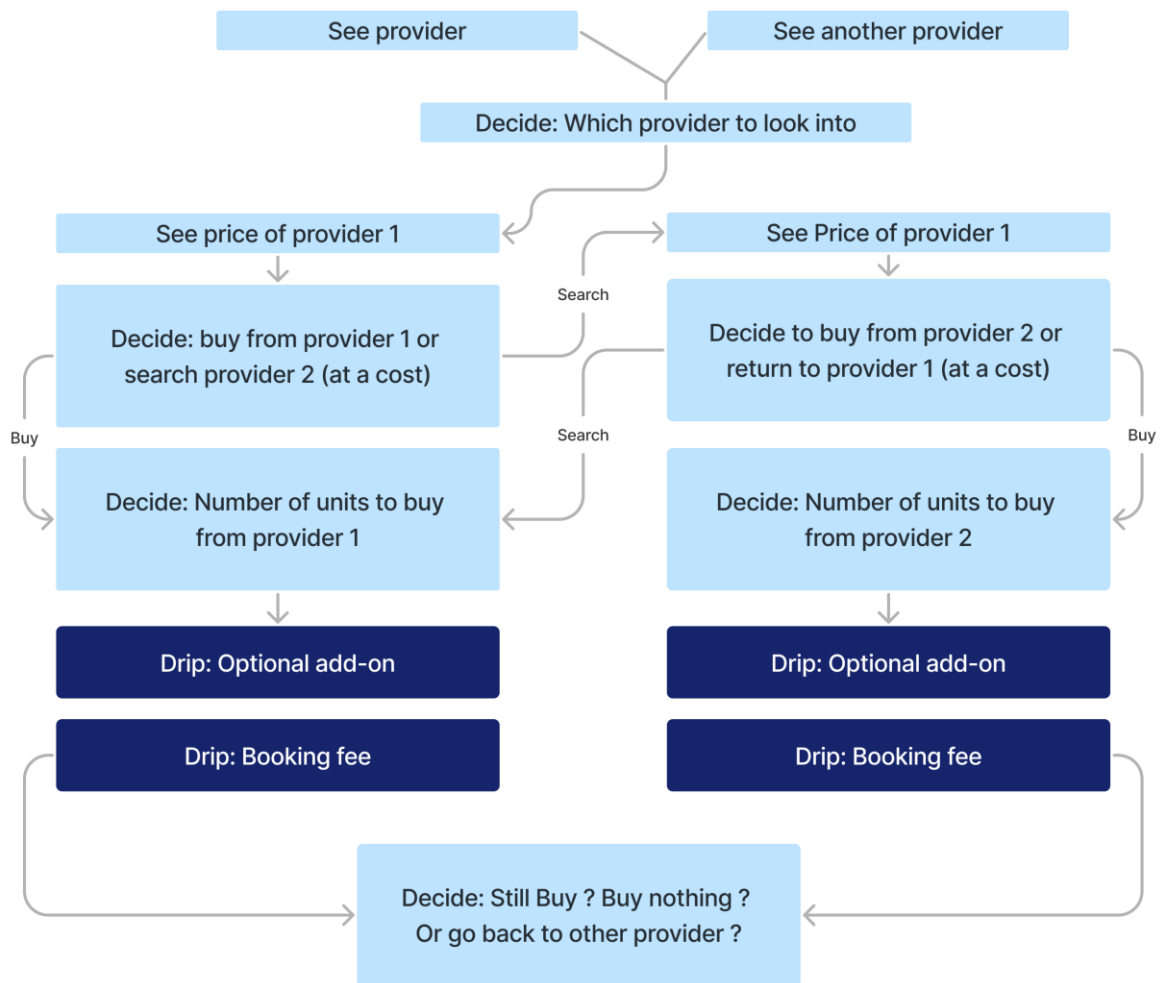 See provider
See another provider
Decide: Which provider to look into
See price of provider 1
See Price of provider 1
Search
Decide: buy from provider 1 or
search provider 2 (at a cost)
Decide to buy from provider 2 or
return to provider 1 (at a cost)
Buy
Search
Buy
Decide: Number of units to buy
from provider 1
Decide: Number of units to buy
from provider 2
Drip: Optional add-on
Drip: Optional add-on
Drip: Booking fee
Drip: Booking fee
Decide: Still Buy ? Buy nothing ?
Or go back to other provider ?